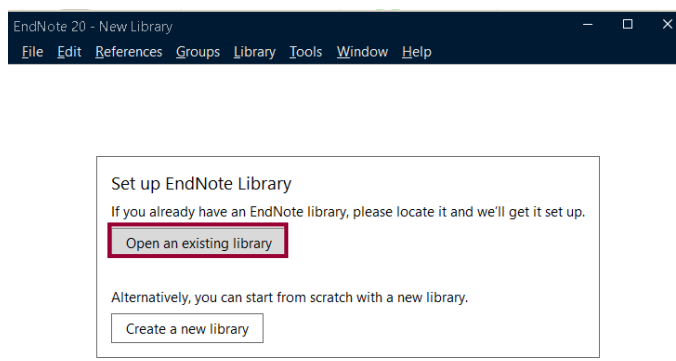 EndNote 20 - New Library
File Edit References Groups Library Tools Window Help
Set up EndNote Library
If you already have an EndNote library, please locate it and we'll get it set up.
Open an existing library
Alternatively, you can start from scratch with a new library.
Create a new library